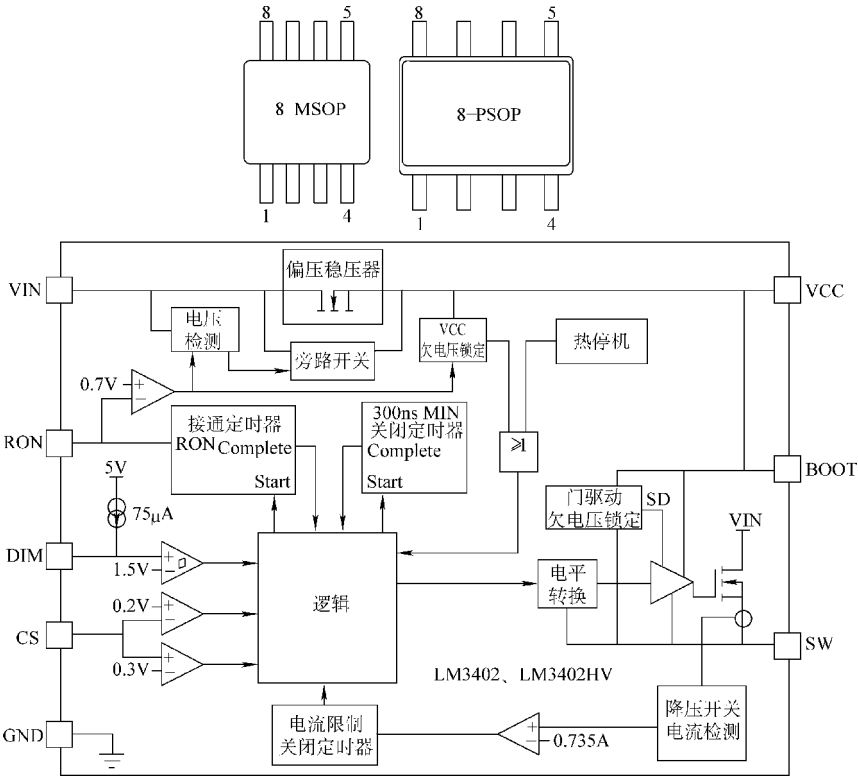 8 5 8 5
8 MSOP 8-PSOP
1 4 1 4
偏压稳压器
VIN VCC
电压
检测
VCC
欠电压锁定
热停机
旁路开关
0.7V
+
−
RON
接通定时器
RON Complete
Start
300ns MIN
关闭定时器
Complete
Start
≥1
BOOT
5V
75μA
门驱动
欠电压锁定
SD
VIN
DIM
+
−
1.5V
逻辑
电平
转换
0.2V
+
−
CS
+
−
0.3V
SW
LM3402、LM3402HV
GND
电流限制
关闭定时器
+
−
0.735A
降压开关
电流检测